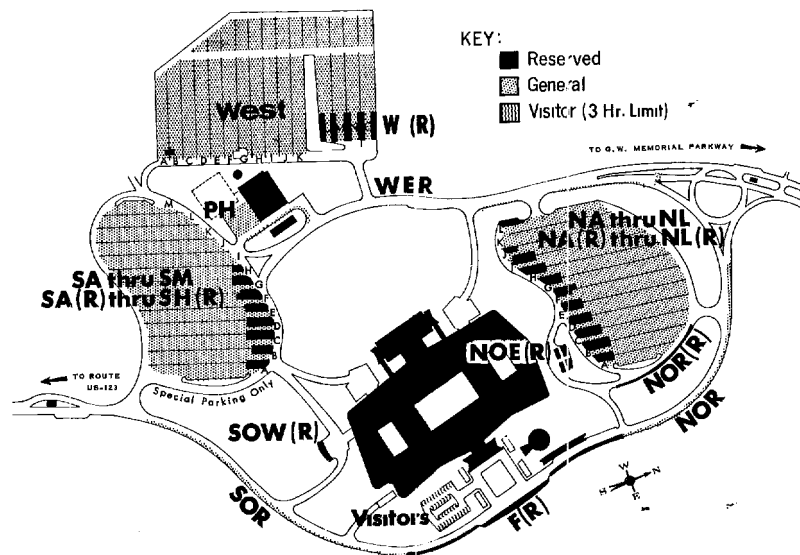 KEY:
Reserved
General
Visitor (3 Hr. Limit)
TO G.W. MEMORIAL PARKWAY
West
W (R)
A B C D E F G H I J K
WER
PH
M
L
K
J
I
H
G
F
E
D
C
B
A
NA thru NL
NA(R) thru NL(R)
SA thru SM
SA(R) thru SH(R)
NOE(R)
NOR(R)
NOR
TO ROUTE
US-123
Special Parking Only
SOW(R)
SOR
Visitors
F(R)
W
N
E